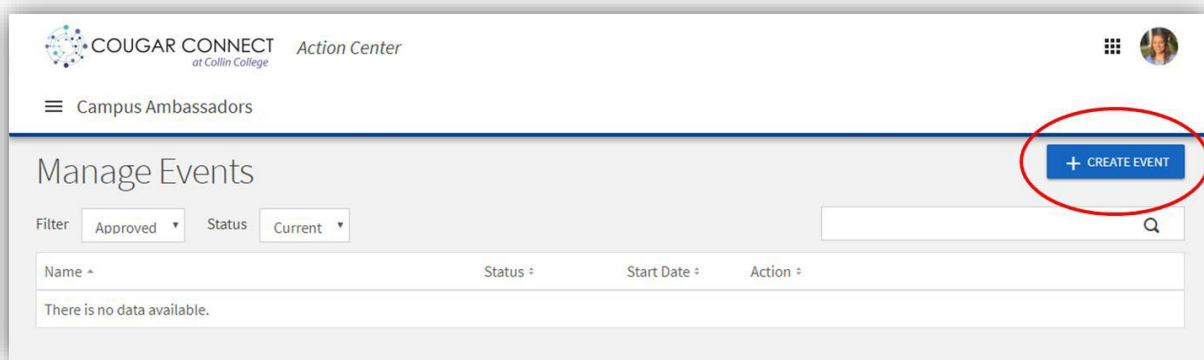 COUGAR CONNECT Action Center
at Collin College
Campus Ambassadors
Manage Events
+ CREATE EVENT
Filter Approved Status Current
Name Status Start Date Action
There is no data available.